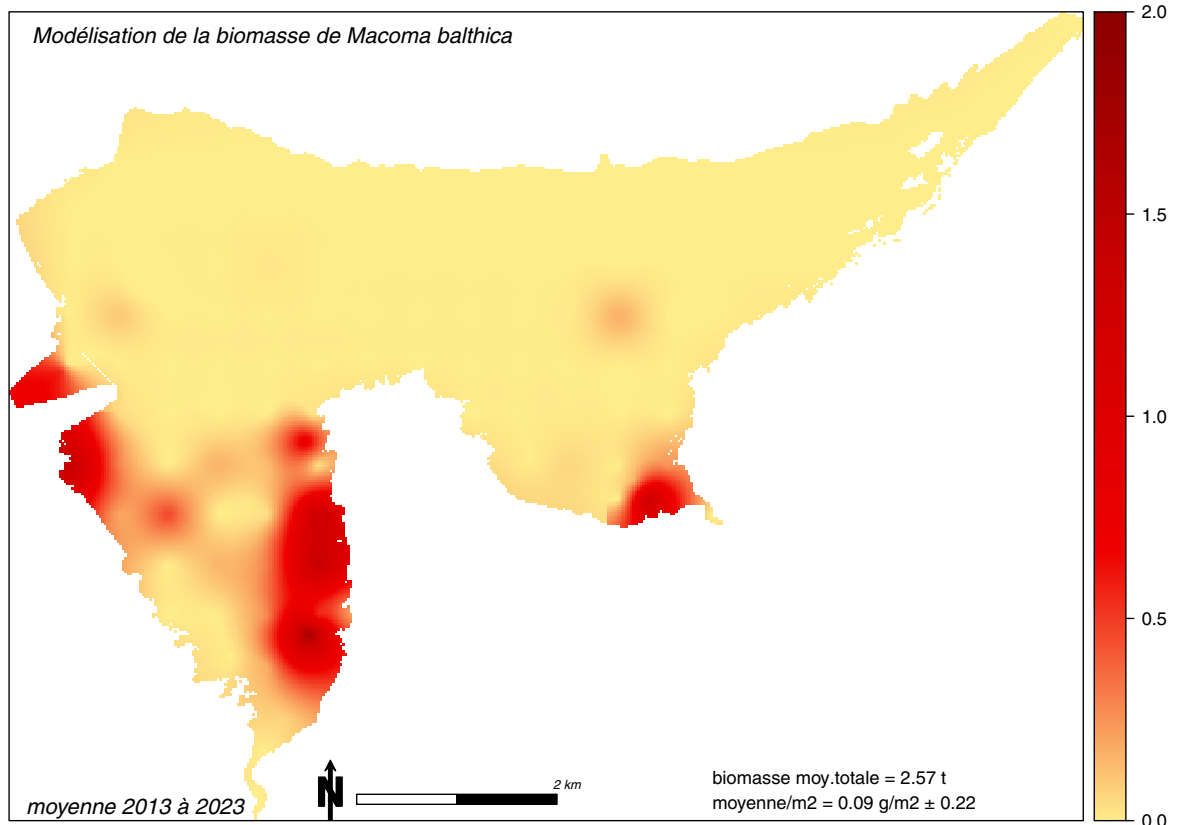 Modélisation de la biomasse de Macoma balthica
2.0
1.5
1.0
0.5
0.0
N
2 km
biomasse moy.totale = 2.57 t
moyenne/m2 = 0.09 g/m2 ± 0.22
moyenne 2013 à 2023